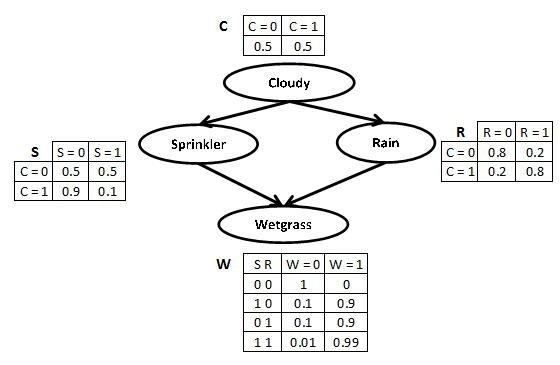 C
C = 0 C = 1
0.5 0.5
Cloudy
Sprinkler
Rain
S
S = 0 S = 1
C = 0 0.5 0.5
C = 1 0.9 0.1
R
R = 0 R = 1
C = 0 0.8 0.2
C = 1 0.2 0.8
Wetgrass
W
S R W = 0 W = 1
0 0 1 0
1 0 0.1 0.9
0 1 0.1 0.9
1 1 0.01 0.99